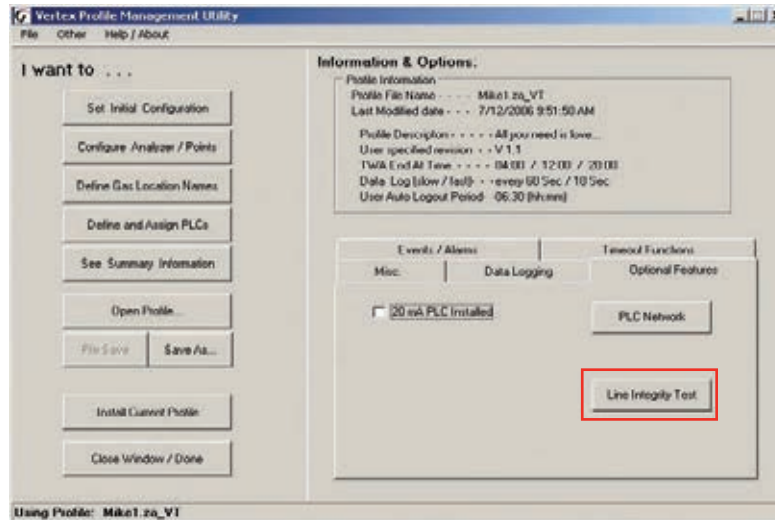 Vertex Profile Management Utility
File Other Help / About
I want to . . .
Set Initial Configuration
Configure Analyzer / Points
Define Gas Location Names
Define and Assign PLCs
See Summary Information
Open Profile...
File Save Save As...
Install Current Profile
Close Window / Done
Information & Options:
Profile Information
Profile File Name - - - - Mike1.za_VT
Last Modified date - - - 7/12/2006 9:51:50 AM
Profile Descripton - - - - - All you need is love...
User specified revision - - V 1.1
TWA End At Time - - - - 04:00 / 12:00 / 20:00
Data Log (slow / fast)- - - every 60 Sec / 10 Sec
User Auto Logout Period- 06:30 (hh:mm)
Events / Alarms Timeout Functions
Misc. Data Logging Optional Features
20 mA PLC Installed
PLC Network
Line Integrity Test
Using Profile: Mike1.za_VT